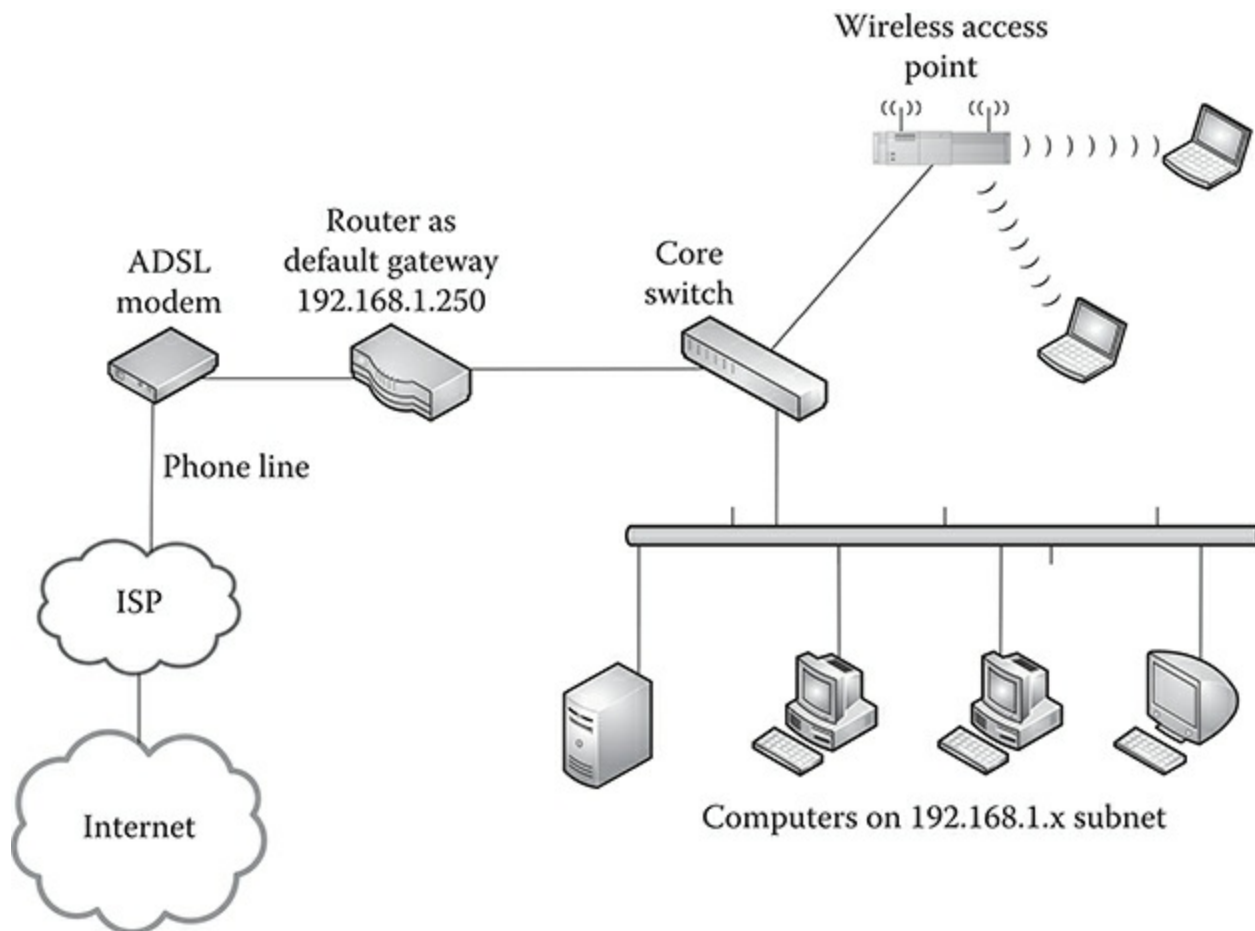 Wireless access
point
Router as
default gateway
192.168.1.250
ADSL
modem
Core
switch
Phone line
ISP
Internet
Computers on 192.168.1.x subnet